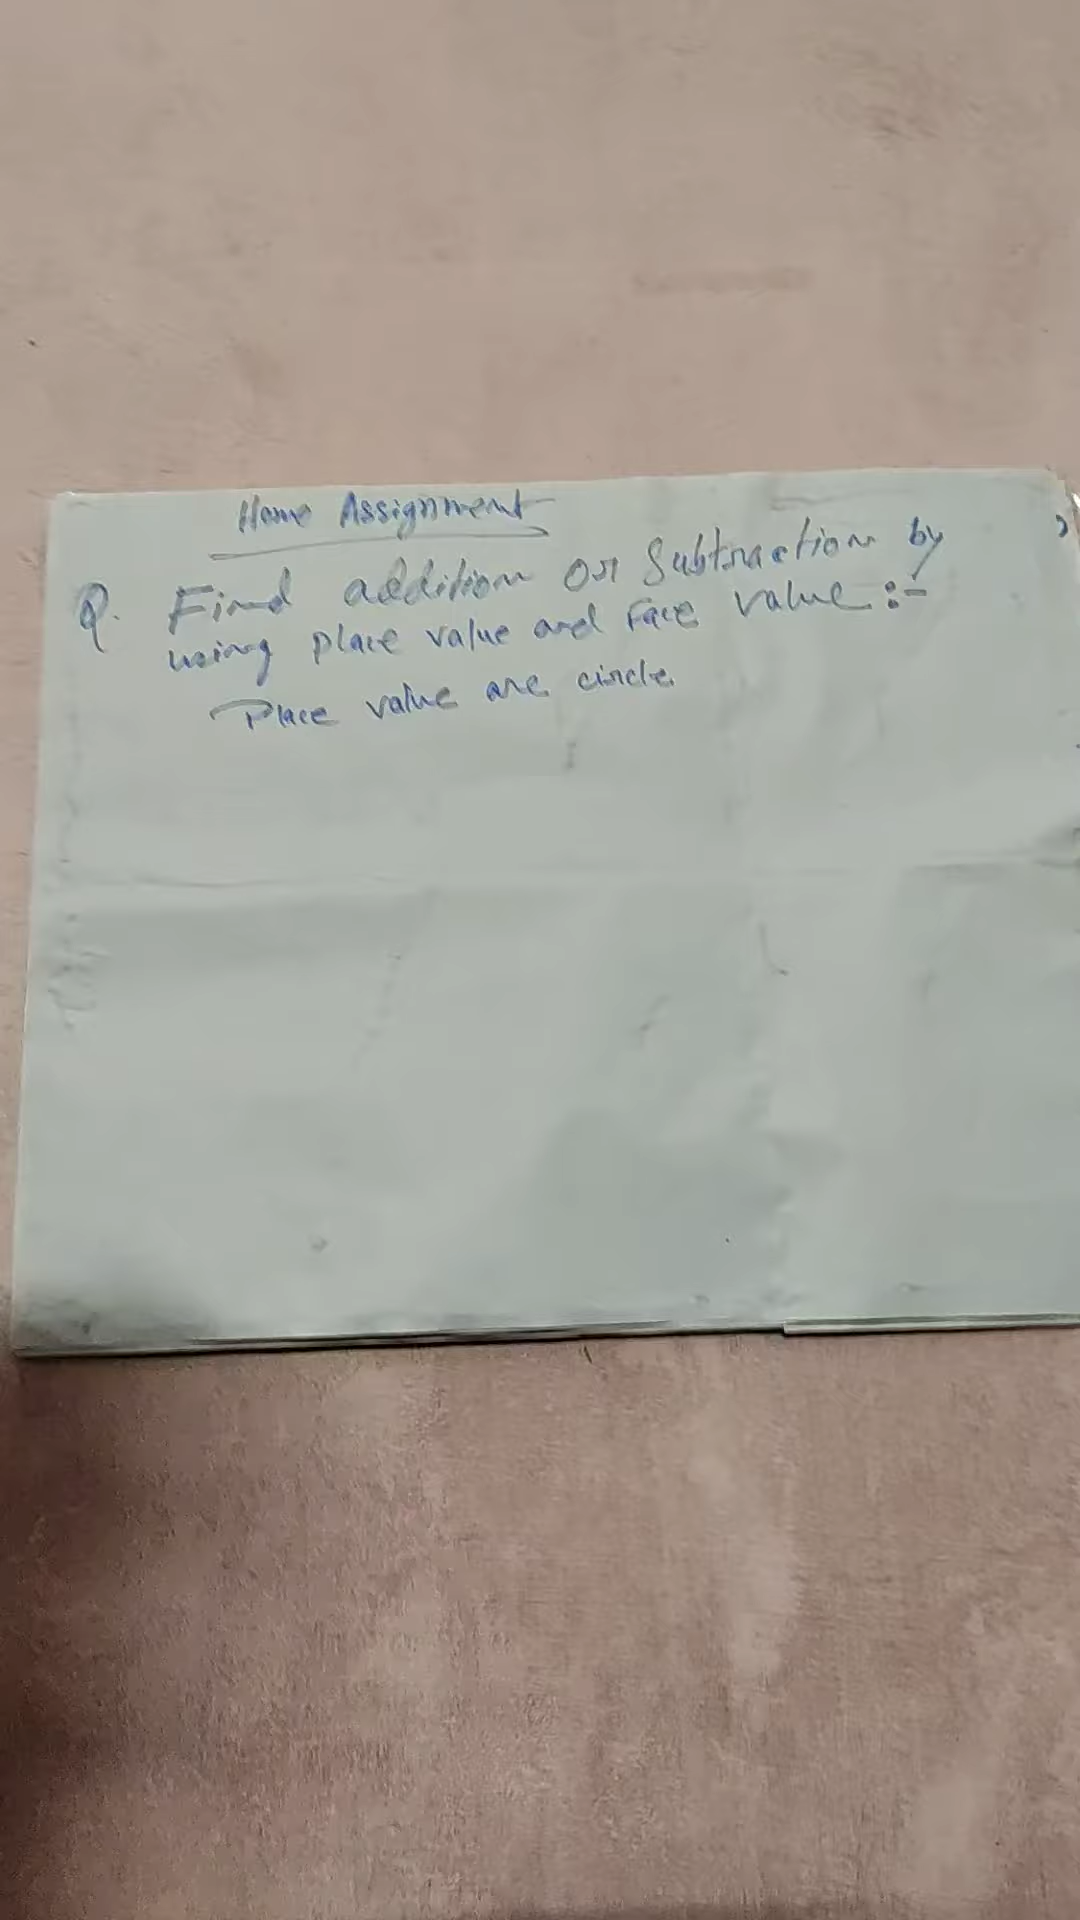 Home Assignment
Q. Find addition or Subtraction by
using place value and Face value :-
Place value are circle